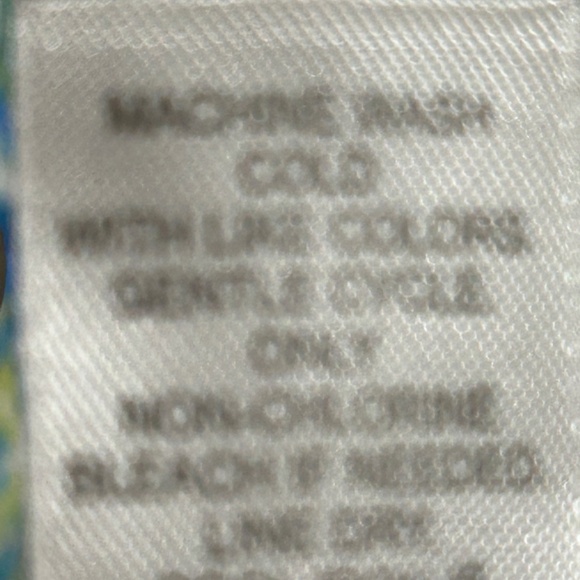 MACHINE WASH
COLD
WITH LIKE COLORS
GENTLE CYCLE
ONLY
NON-CHLORINE
BLEACH IF NEEDED
LINE DRY